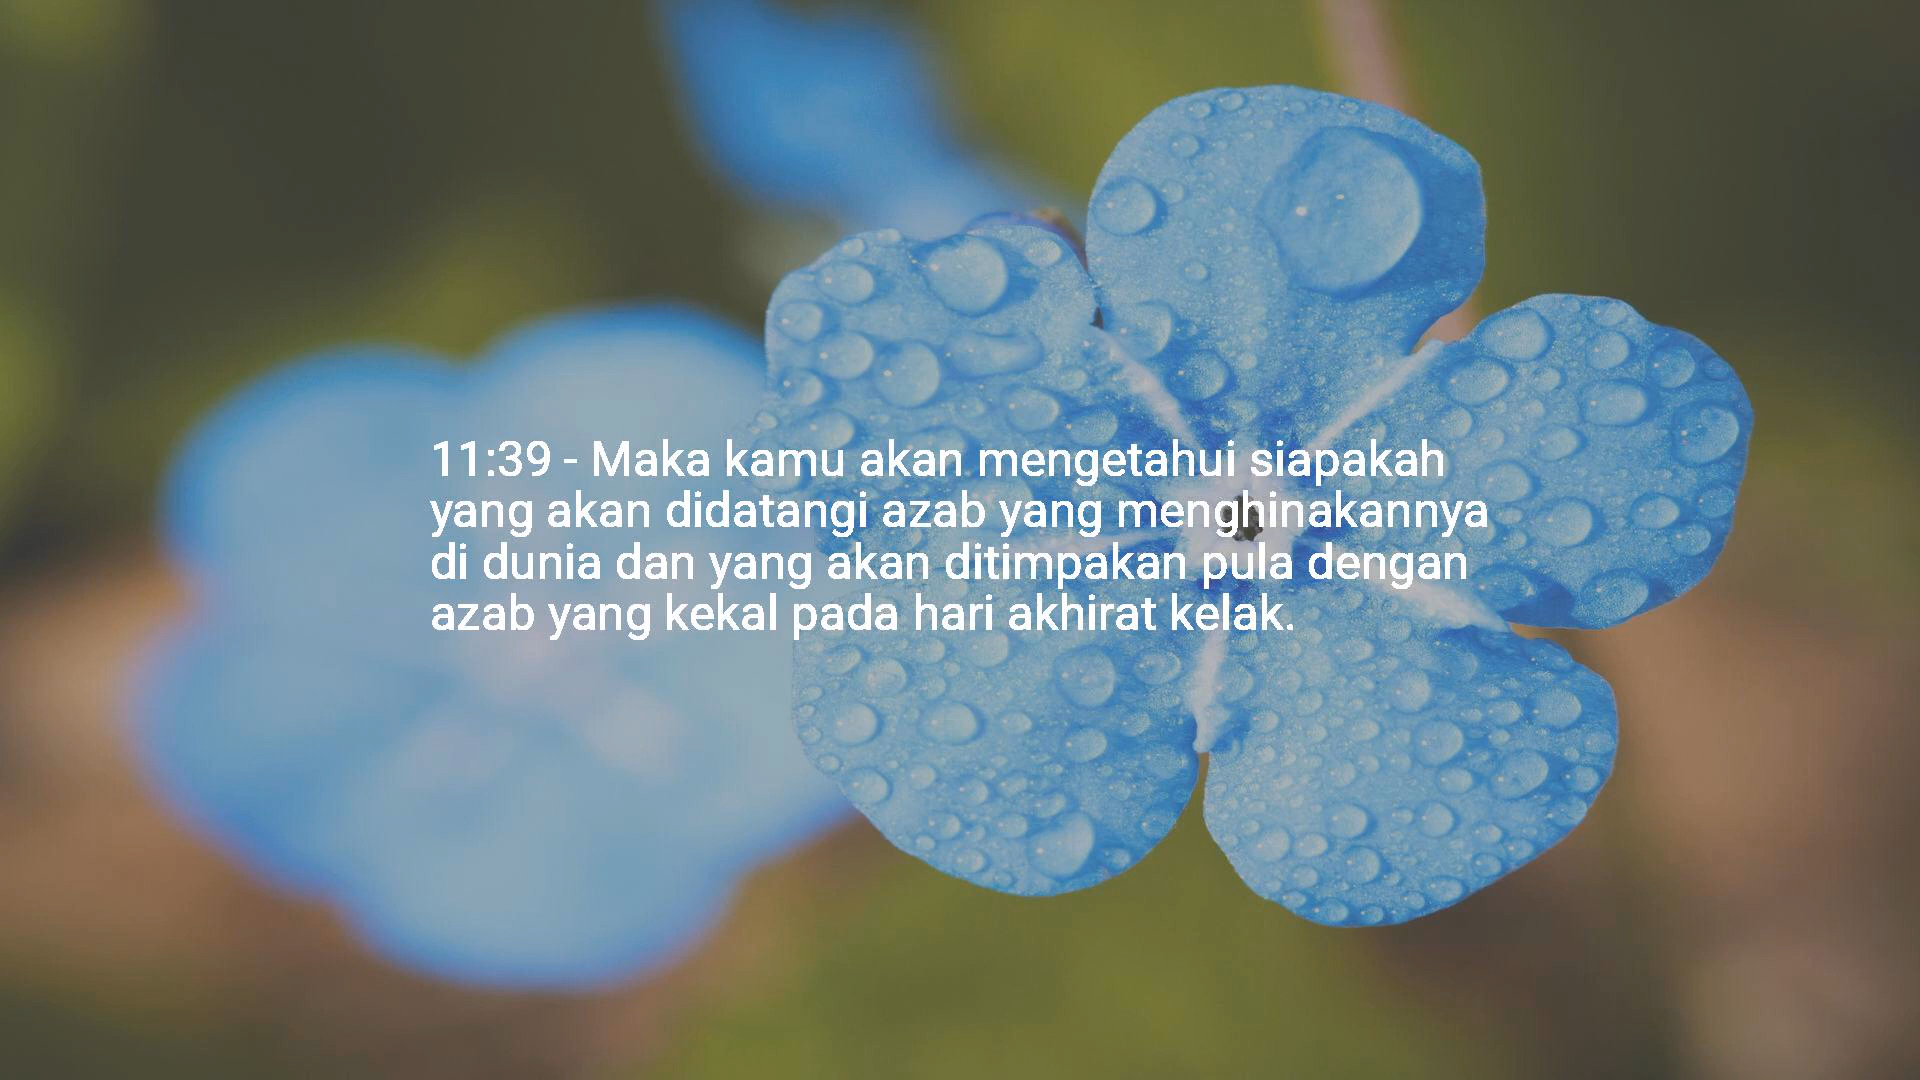 11:39 - Maka kamu akan mengetahui siapakah
yang akan didatangi azab yang menghinakannya
di dunia dan yang akan ditimpakan pula dengan
azab yang kekal pada hari akhirat kelak.